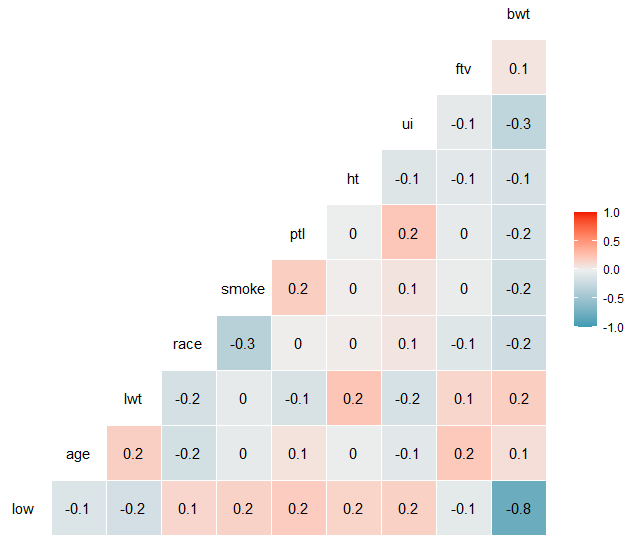 bwt
ftv 0.1
ui -0.1 -0.3
ht -0.1 -0.1 -0.1
ptl 0 0.2 0 -0.2
1.0
0.5
0.0
-0.5
-1.0
smoke 0.2 0 0.1 0 -0.2
race -0.3 0 0 0.1 -0.1 -0.2
lwt -0.2 0 -0.1 0.2 -0.2 0.1 0.2
age 0.2 -0.2 0 0.1 0 -0.1 0.2 0.1
low -0.1 -0.2 0.1 0.2 0.2 0.2 0.2 -0.1 -0.8